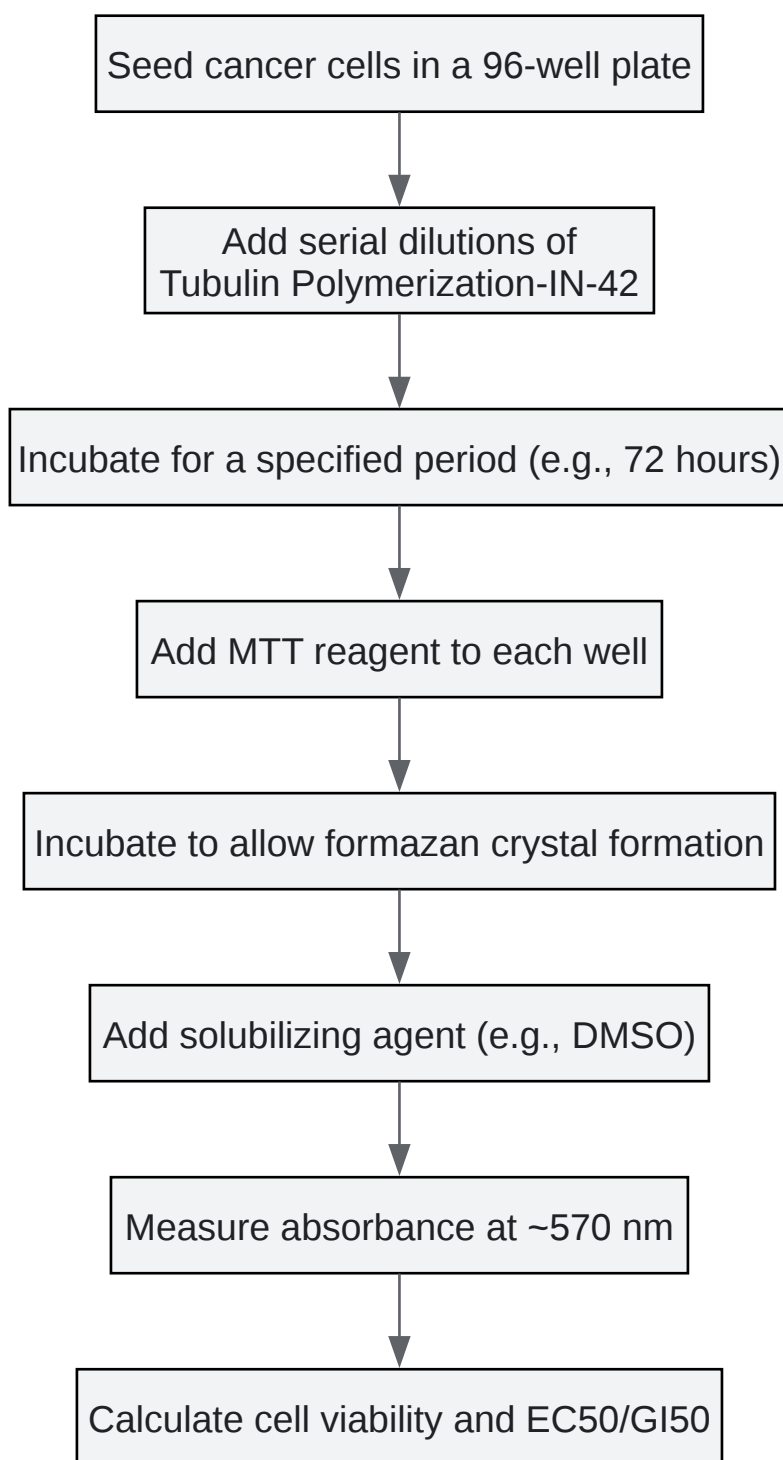 Seed cancer cells in a 96-well plate
Add serial dilutions of
Tubulin Polymerization-IN-42
Incubate for a specified period (e.g., 72 hours)
Add MTT reagent to each well
Incubate to allow formazan crystal formation
Add solubilizing agent (e.g., DMSO)
Measure absorbance at ~570 nm
Calculate cell viability and EC50/GI50